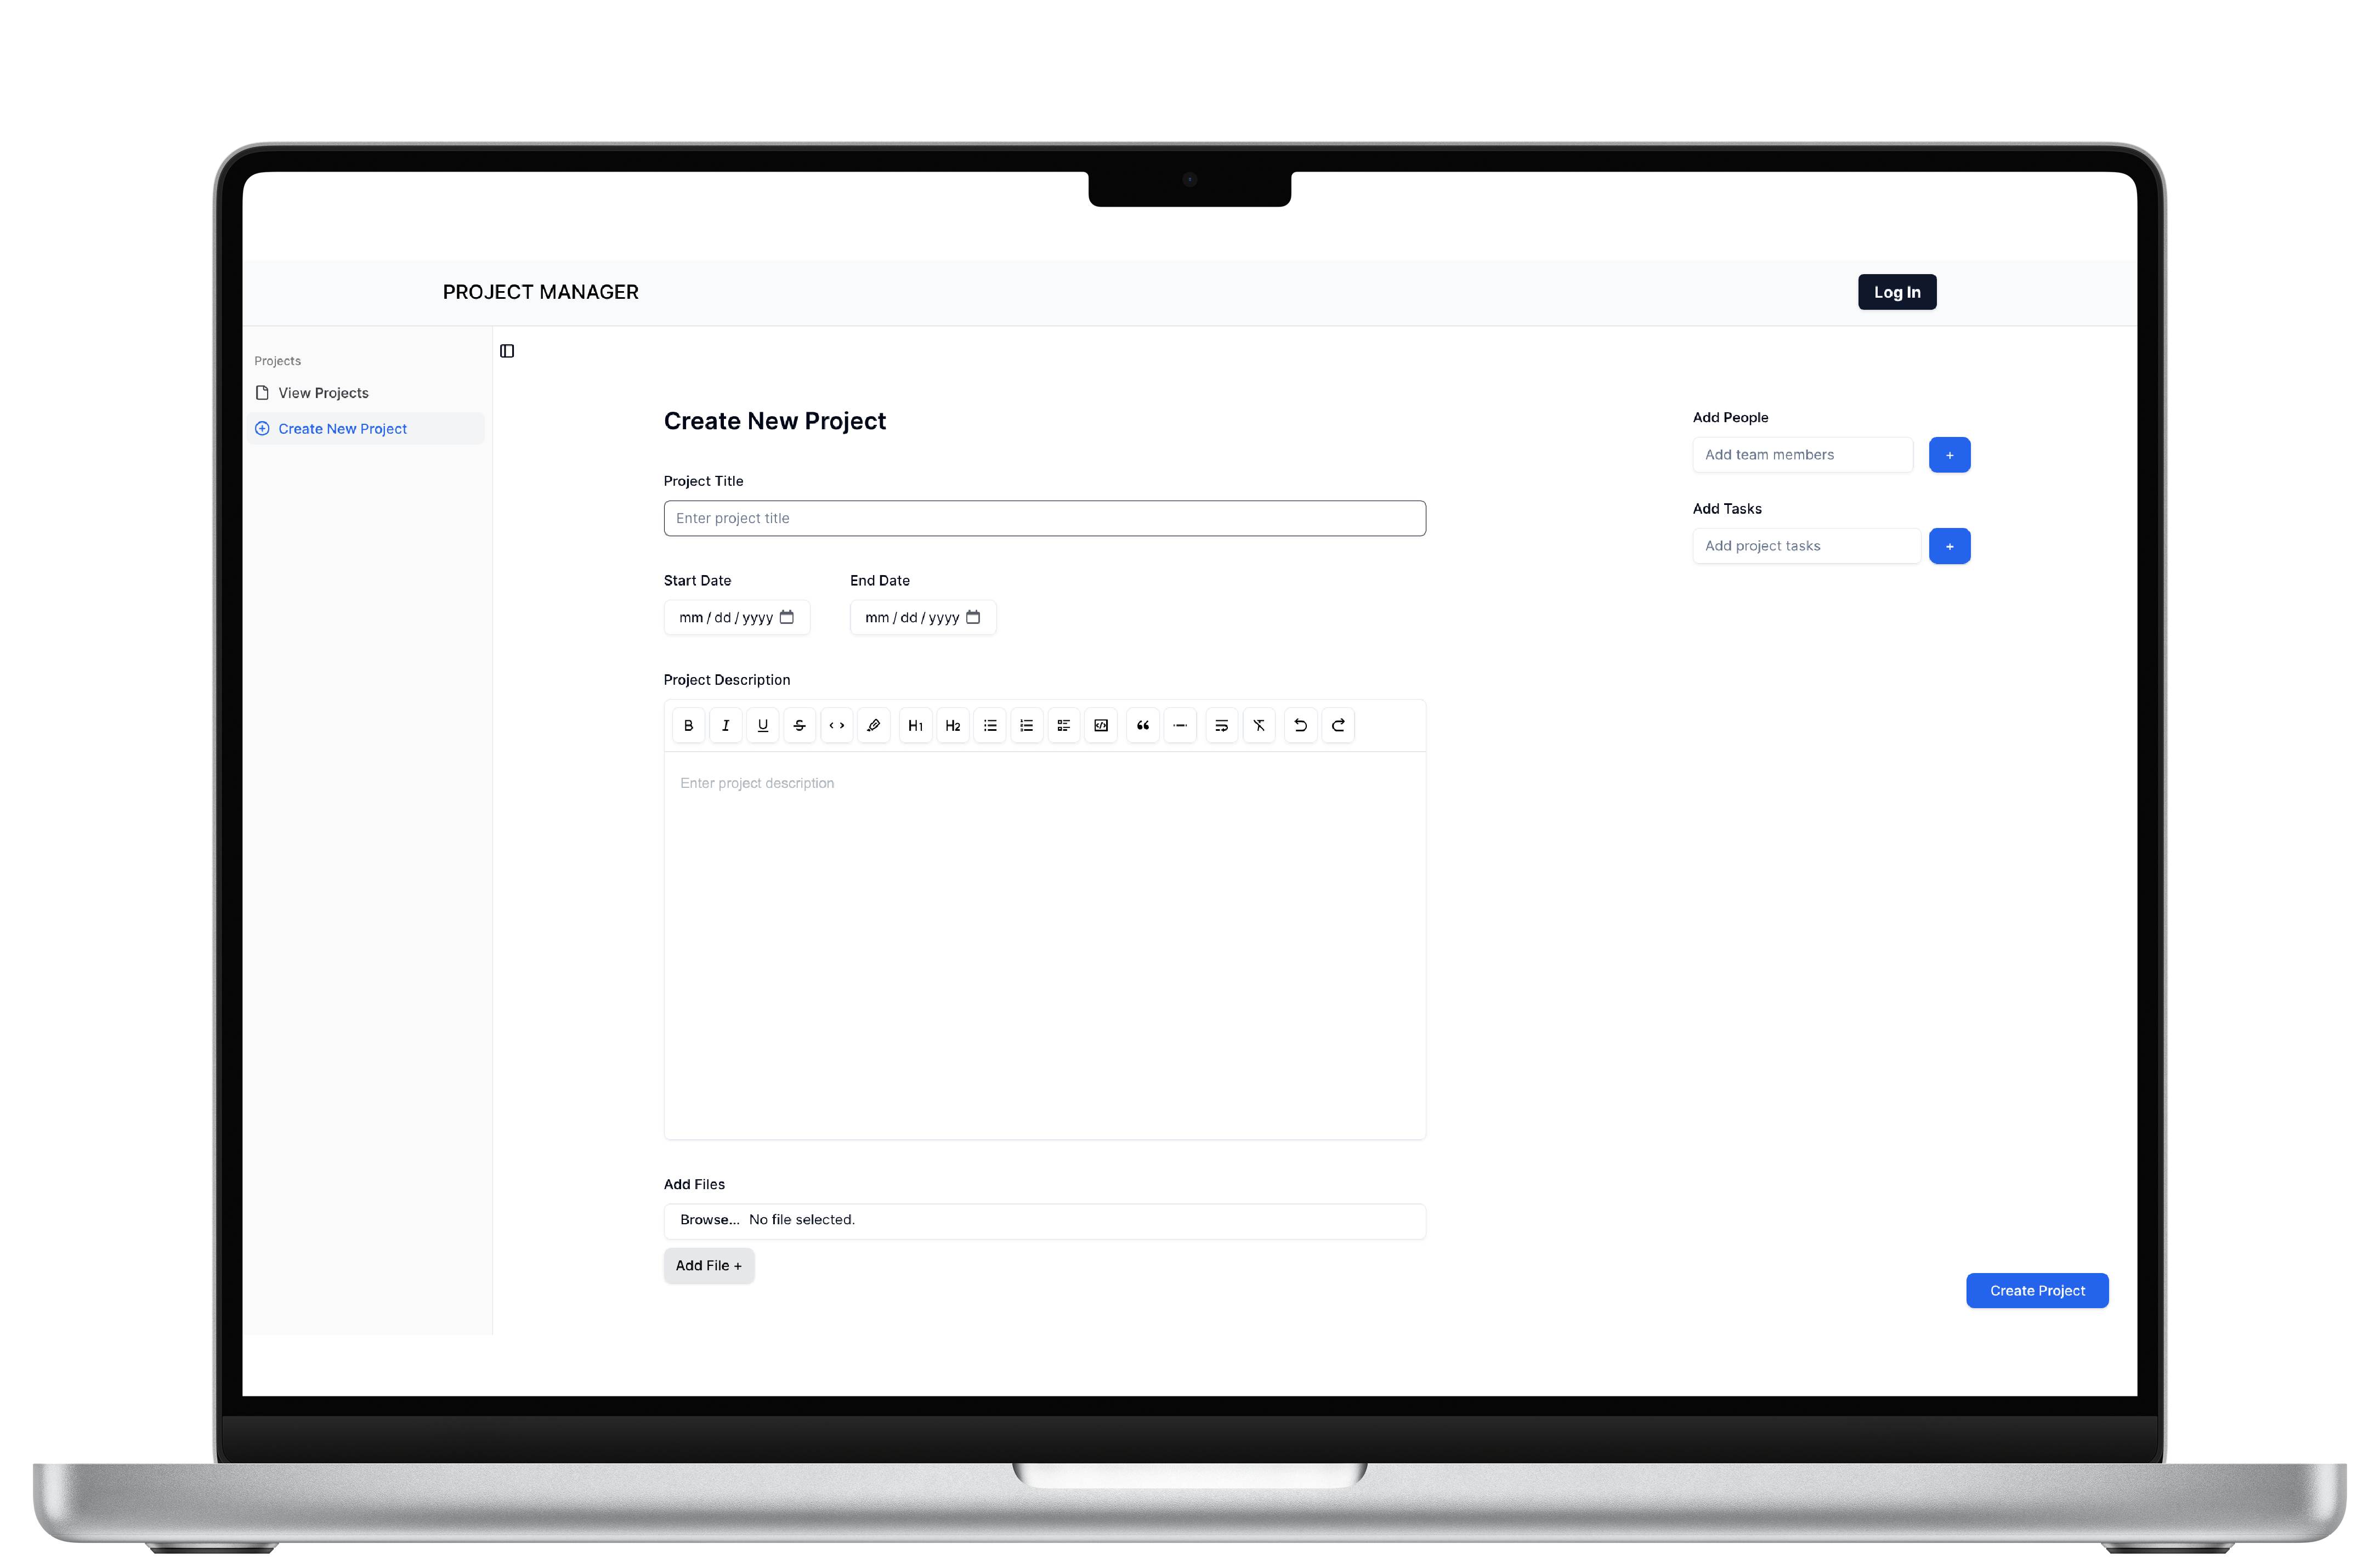 PROJECT MANAGER
Log In
Projects
View Projects
Create New Project
Create New Project
Project Title
Enter project title
Start Date
End Date
mm / dd / yyyy
mm / dd / yyyy
Project Description
B I U S <> H1 H2
Enter project description
Add Files
Browse... No file selected.
Add File +
Add People
Add team members
+
Add Tasks
Add project tasks
+
Create Project